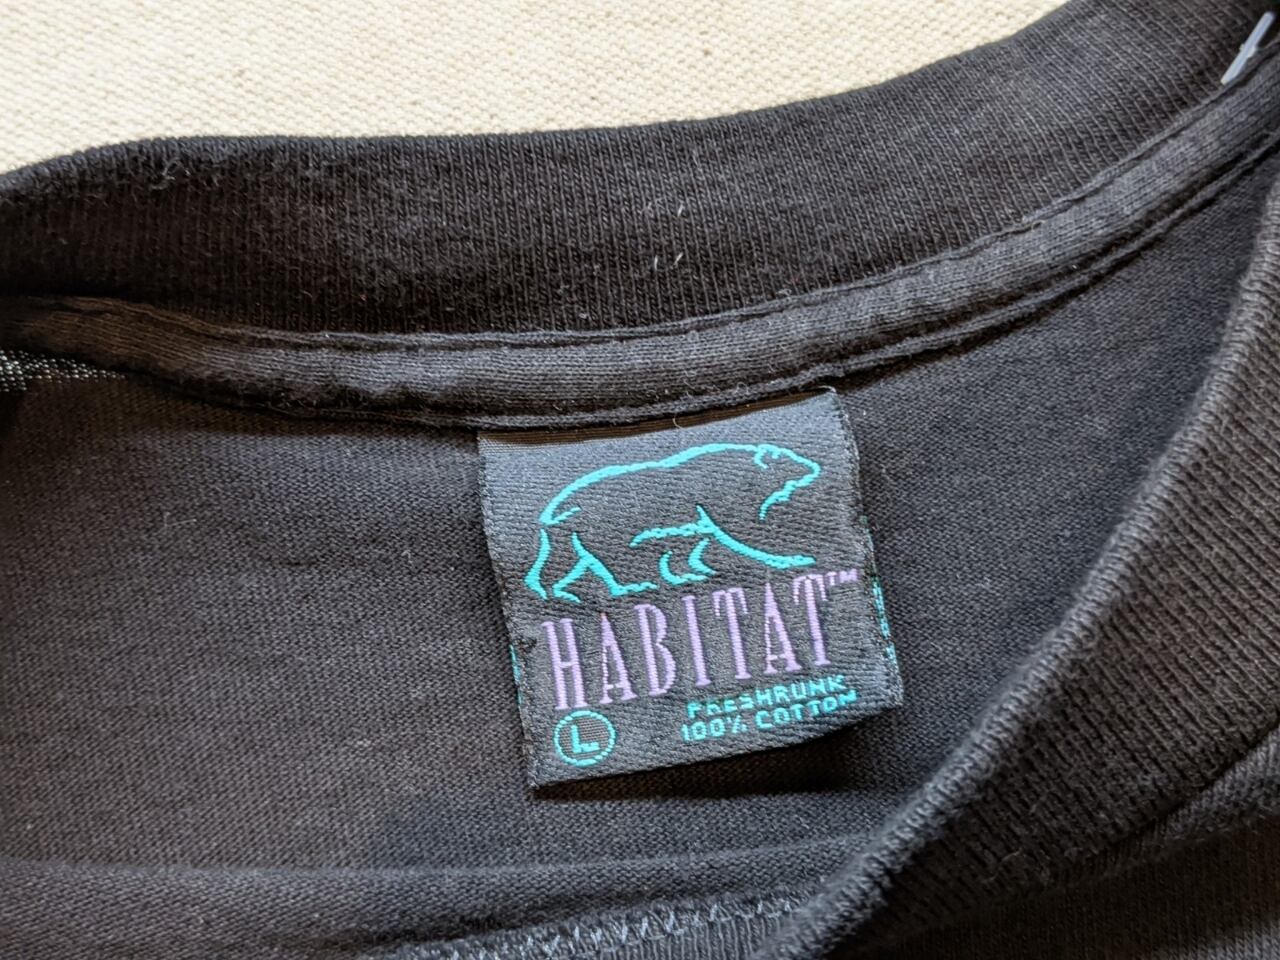 HABITAT™
PRESHRUNK
100% COTTON
L